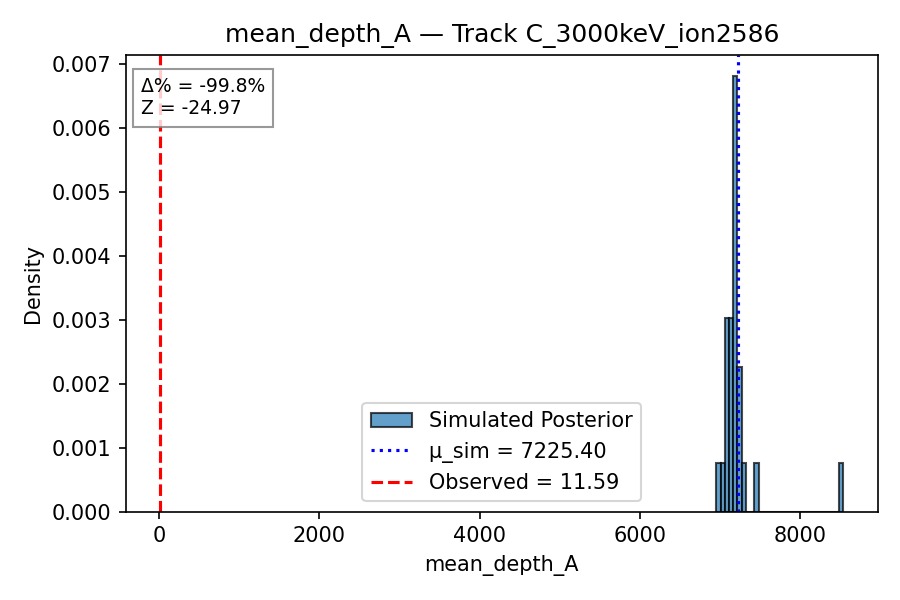 mean_depth_A — Track C_3000keV_ion2586
Δ% = -99.8%
Z = -24.97
0.007
0.006
0.005
0.004
0.003
0.002
0.001
0.000
Density
Simulated Posterior
μ_sim = 7225.40
Observed = 11.59
0 2000 4000 6000 8000
mean_depth_A